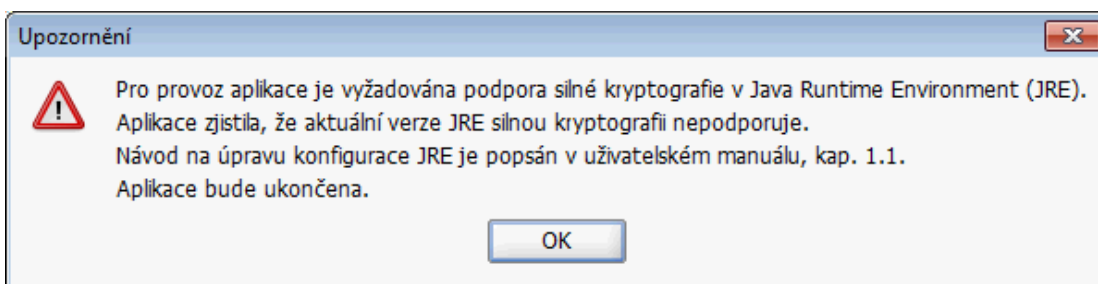 Upozornění
Pro provoz aplikace je vyžadována podpora silné kryptografie v Java Runtime Environment (JRE).
Aplikace zjistila, že aktuální verze JRE silnou kryptografii nepodporuje.
Návod na úpravu konfigurace JRE je popsán v uživatelském manuálu, kap. 1.1.
Aplikace bude ukončena.
OK